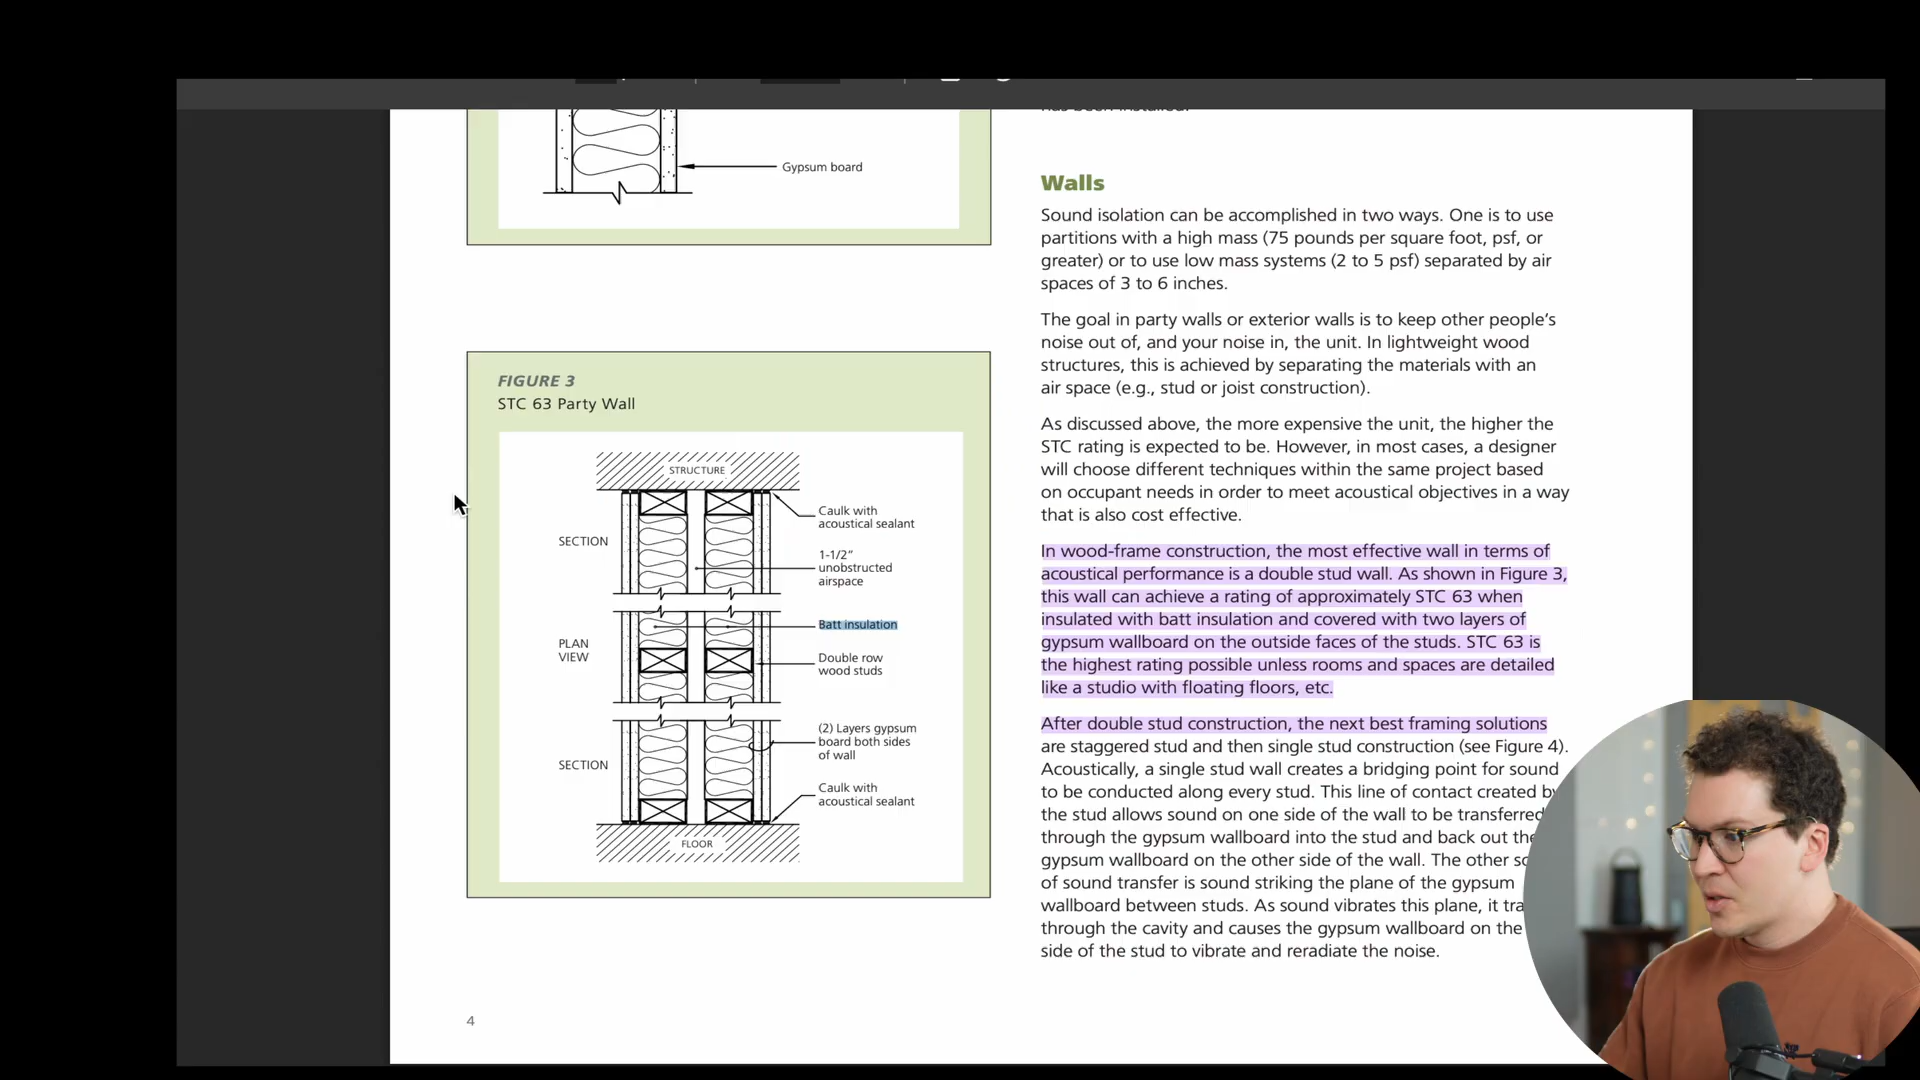 Gypsum board
FIGURE 3
STC 63 Party Wall
STRUCTURE
Caulk with
acoustical sealant
SECTION
1-1/2"
unobstructed
airspace
Batt insulation
PLAN
VIEW
Double row
wood studs
(2) Layers gypsum
board both sides
of wall
SECTION
Caulk with
acoustical sealant
FLOOR
4
Walls
Sound isolation can be accomplished in two ways. One is to use
partitions with a high mass (75 pounds per square foot, psf, or
greater) or to use low mass systems (2 to 5 psf) separated by air
spaces of 3 to 6 inches.
The goal in party walls or exterior walls is to keep other people's
noise out of, and your noise in, the unit. In lightweight wood
structures, this is achieved by separating the materials with an
air space (e.g., stud or joist construction).
As discussed above, the more expensive the unit, the higher the
STC rating is expected to be. However, in most cases, a designer
will choose different techniques within the same project based
on occupant needs in order to meet acoustical objectives in a way
that is also cost effective.
In wood-frame construction, the most effective wall in terms of
acoustical performance is a double stud wall. As shown in Figure 3,
this wall can achieve a rating of approximately STC 63 when
insulated with batt insulation and covered with two layers of
gypsum wallboard on the outside faces of the studs. STC 63 is
the highest rating possible unless rooms and spaces are detailed
like a studio with floating floors, etc.
After double stud construction, the next best framing solutions
are staggered stud and then single stud construction (see Figure 4).
Acoustically, a single stud wall creates a bridging point for sound
to be conducted along every stud. This line of contact created by
the stud allows sound on one side of the wall to be transferred
through the gypsum wallboard into the stud and back out the
gypsum wallboard on the other side of the wall. The other
of sound transfer is sound striking the plane of the gypsum
wallboard between studs. As sound vibrates this plane, it
through the cavity and causes the gypsum wallboard on the
side of the stud to vibrate and reradiate the noise.